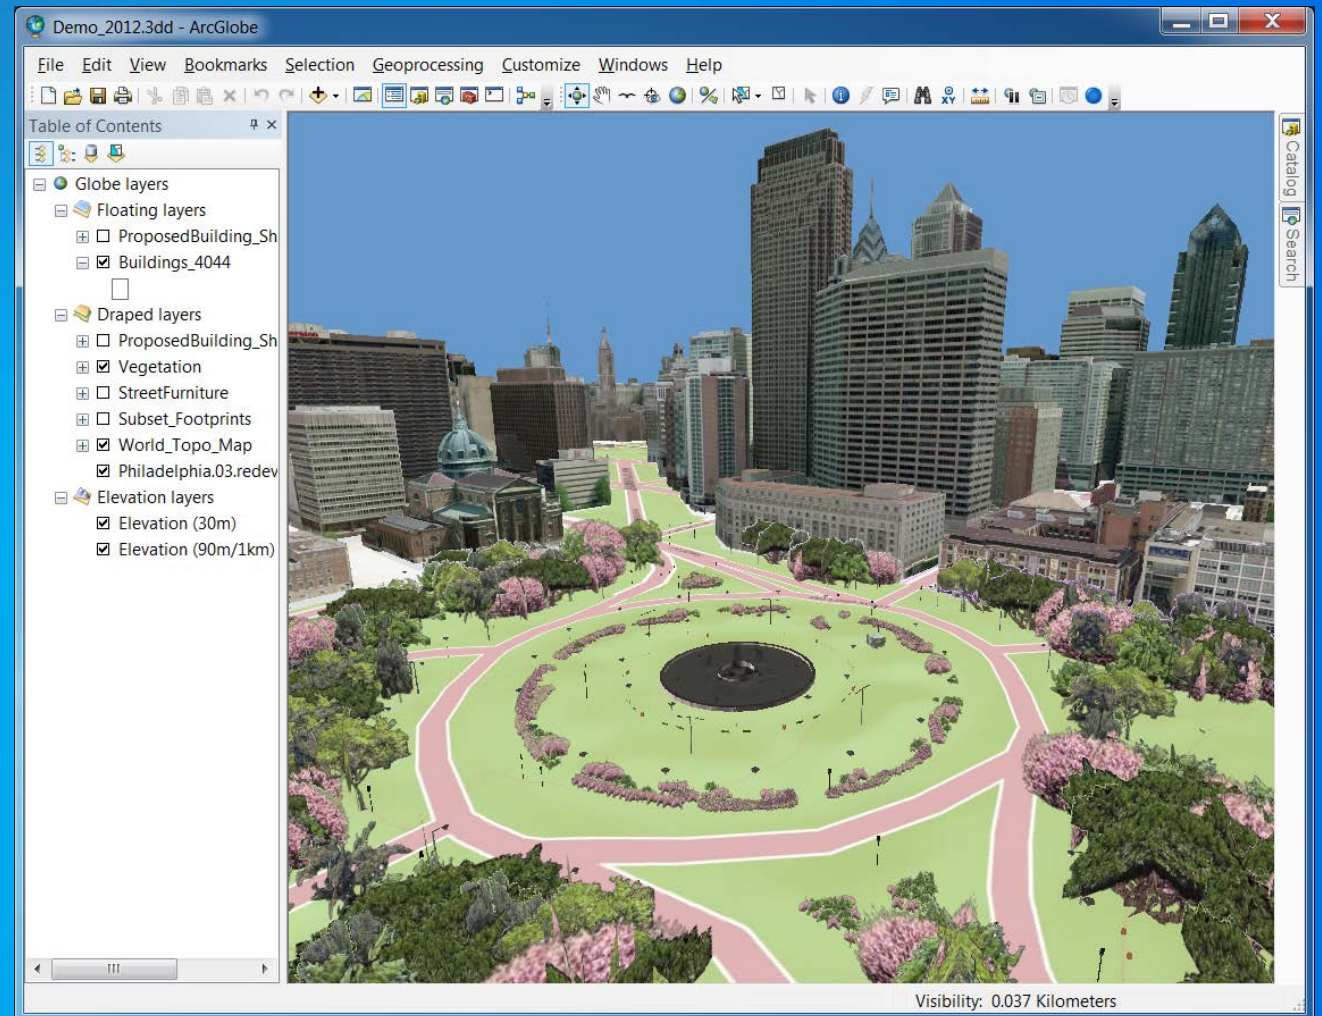 Demo_2012.3dd - ArcGlobe
File Edit View Bookmarks Selection Geoprocessing Customize Windows Help
Table of Contents
Globe layers
Floating layers
ProposedBuilding_Sh
Buildings_4044
Draped layers
ProposedBuilding_Sh
Vegetation
StreetFurniture
Subset_Footprints
World_Topo_Map
Philadelphia.03.redev
Elevation layers
Elevation (30m)
Elevation (90m/1km)
Catalog
Search
XY
Visibility: 0.037 Kilometers